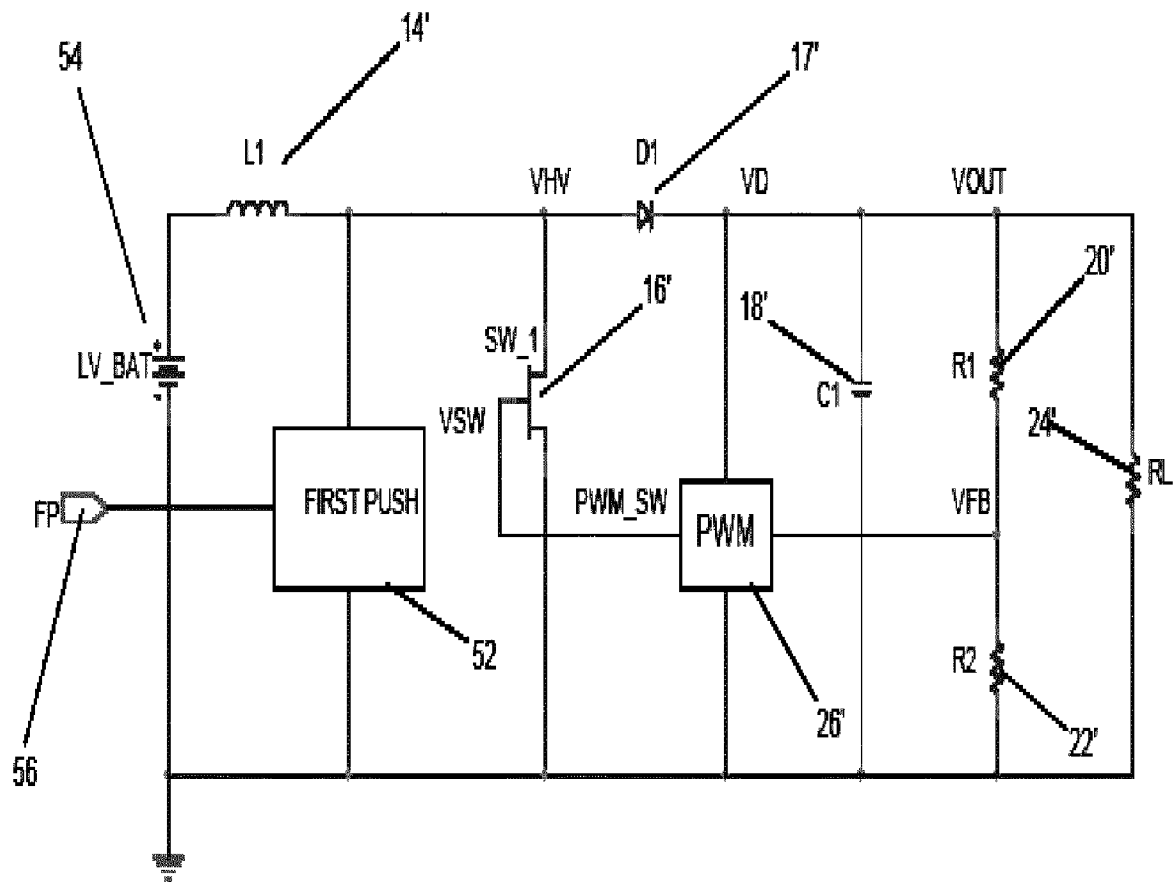 14'
54
17'
L1
D1
VHV
VD
VOUT
20'
16'
18'
SW_1
LV_BAT
+
-
R1
C1
VSW
24'
RL
FP
FIRST PUSH
PWM_SW
PWM
VFB
52
R2
26'
22'
56